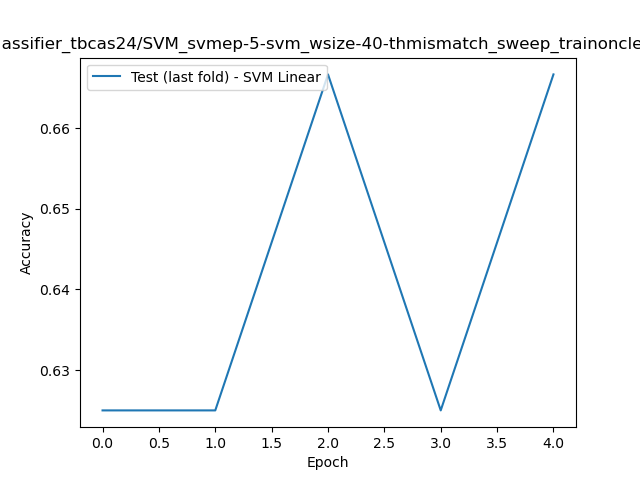 assifier_tbcas24/SVM_svmep-5-svm_wsize-40-thmismatch_sweep_trainoncle
Test (last fold) - SVM Linear
Accuracy
0.66
0.65
0.64
0.63
0.0 0.5 1.0 1.5 2.0 2.5 3.0 3.5 4.0
Epoch